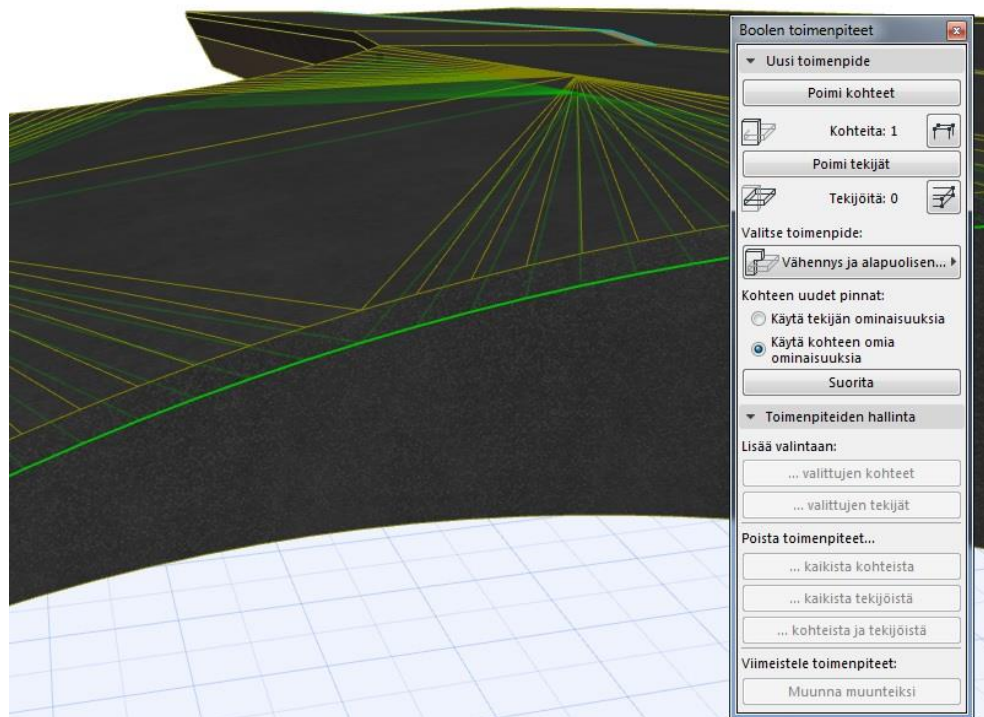 Boolen toimenpiteet
Uusi toimenpide
Poimi kohteet
Kohteita: 1
Poimi tekijät
Tekijöitä: 0
Valitse toimenpide:
Vähennys ja alapuolisen...
Kohteen uudet pinnat:
Käytä tekijän ominaisuuksia
Käytä kohteen omia
ominaisuuksia
Suorita
Toimenpiteiden hallinta
Lisää valintaan:
... valittujen kohteet
... valittujen tekijät
Poista toimenpiteet...
... kaikista kohteista
... kaikista tekijöistä
... kohteista ja tekijöistä
Viimeistele toimenpiteet:
Muunna muunteiksi